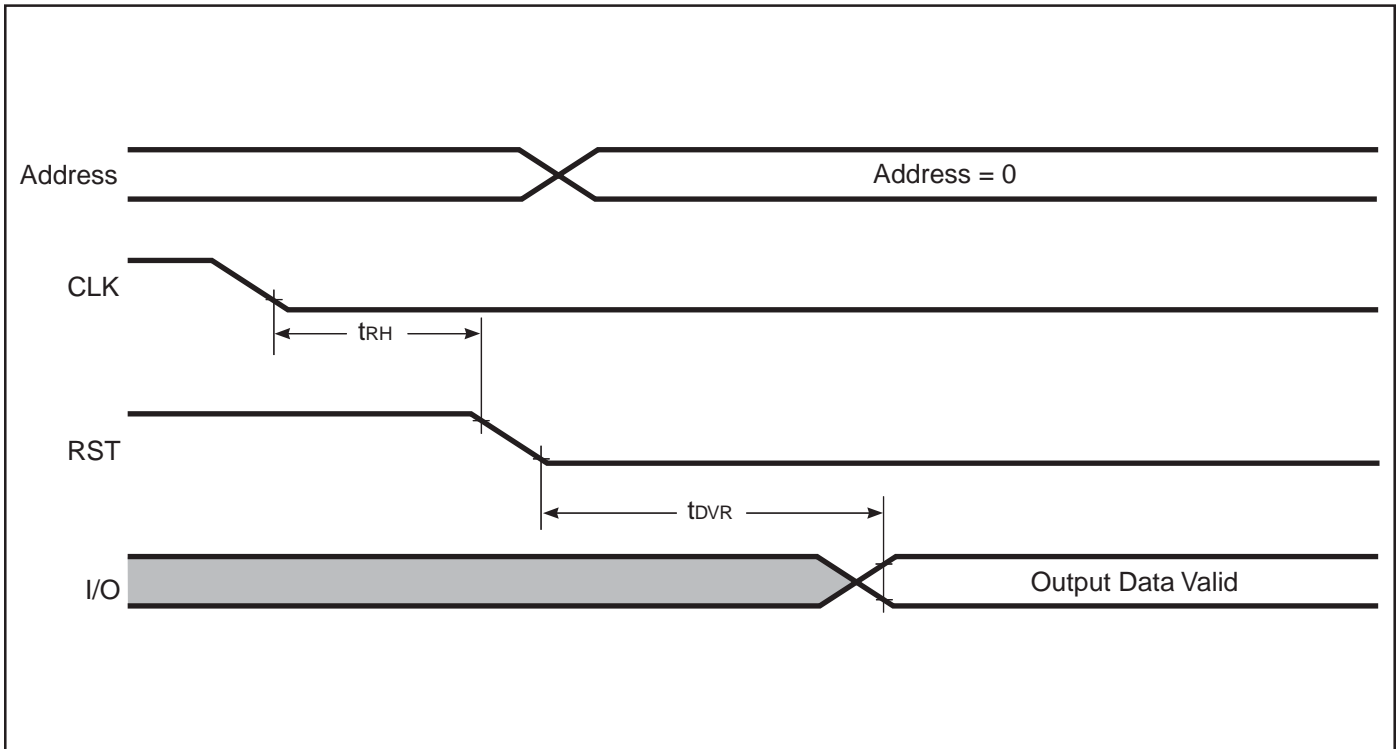 Address
Address = 0
CLK
tRH
RST
tDVR
I/O
Output Data Valid